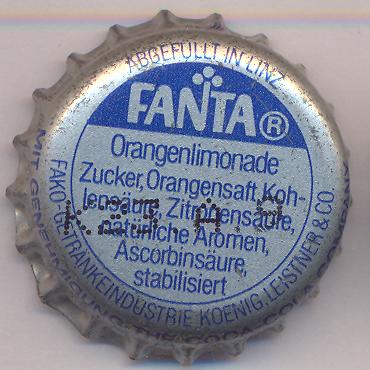 ABGEFÜLLT IN LINZ
FANTA®
Orangenlimonade
Zucker, Orangensaft Koh-
lensäure, Zitronensäure,
natürliche Aromen,
Ascorbinsäure,
stabilisiert
FAKO-GETRÄNKEINDUSTRIE KOENIG, LEISTNER & CO.
MIT GENEHMIGUNG THE COCA-COLA COMPANY